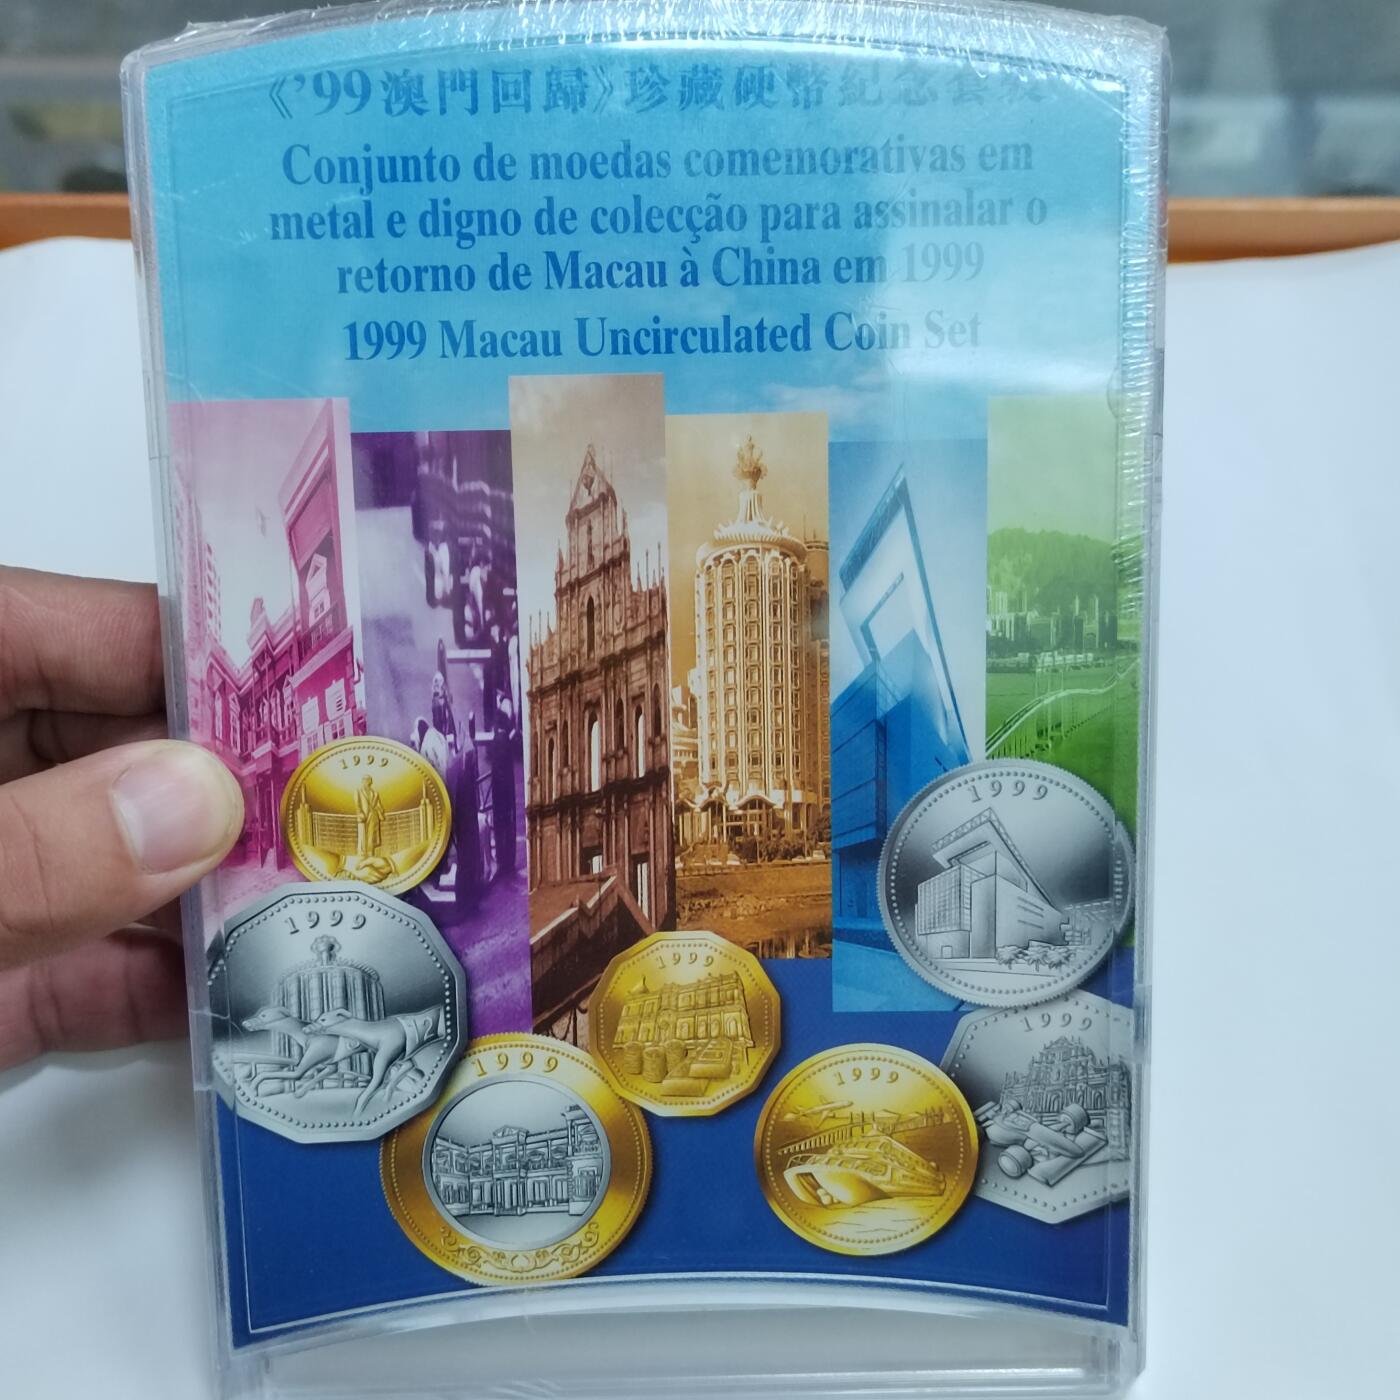 《'99澳門回歸》珍藏硬幣紀念套裝
Conjunto de moedas comemorativas em
metal e digno de colecção para assinalar o
retorno de Macau à China em 1999
1999 Macau Uncirculated Coin Set
1999
1999
1999
1999
1999
1999
1999
2